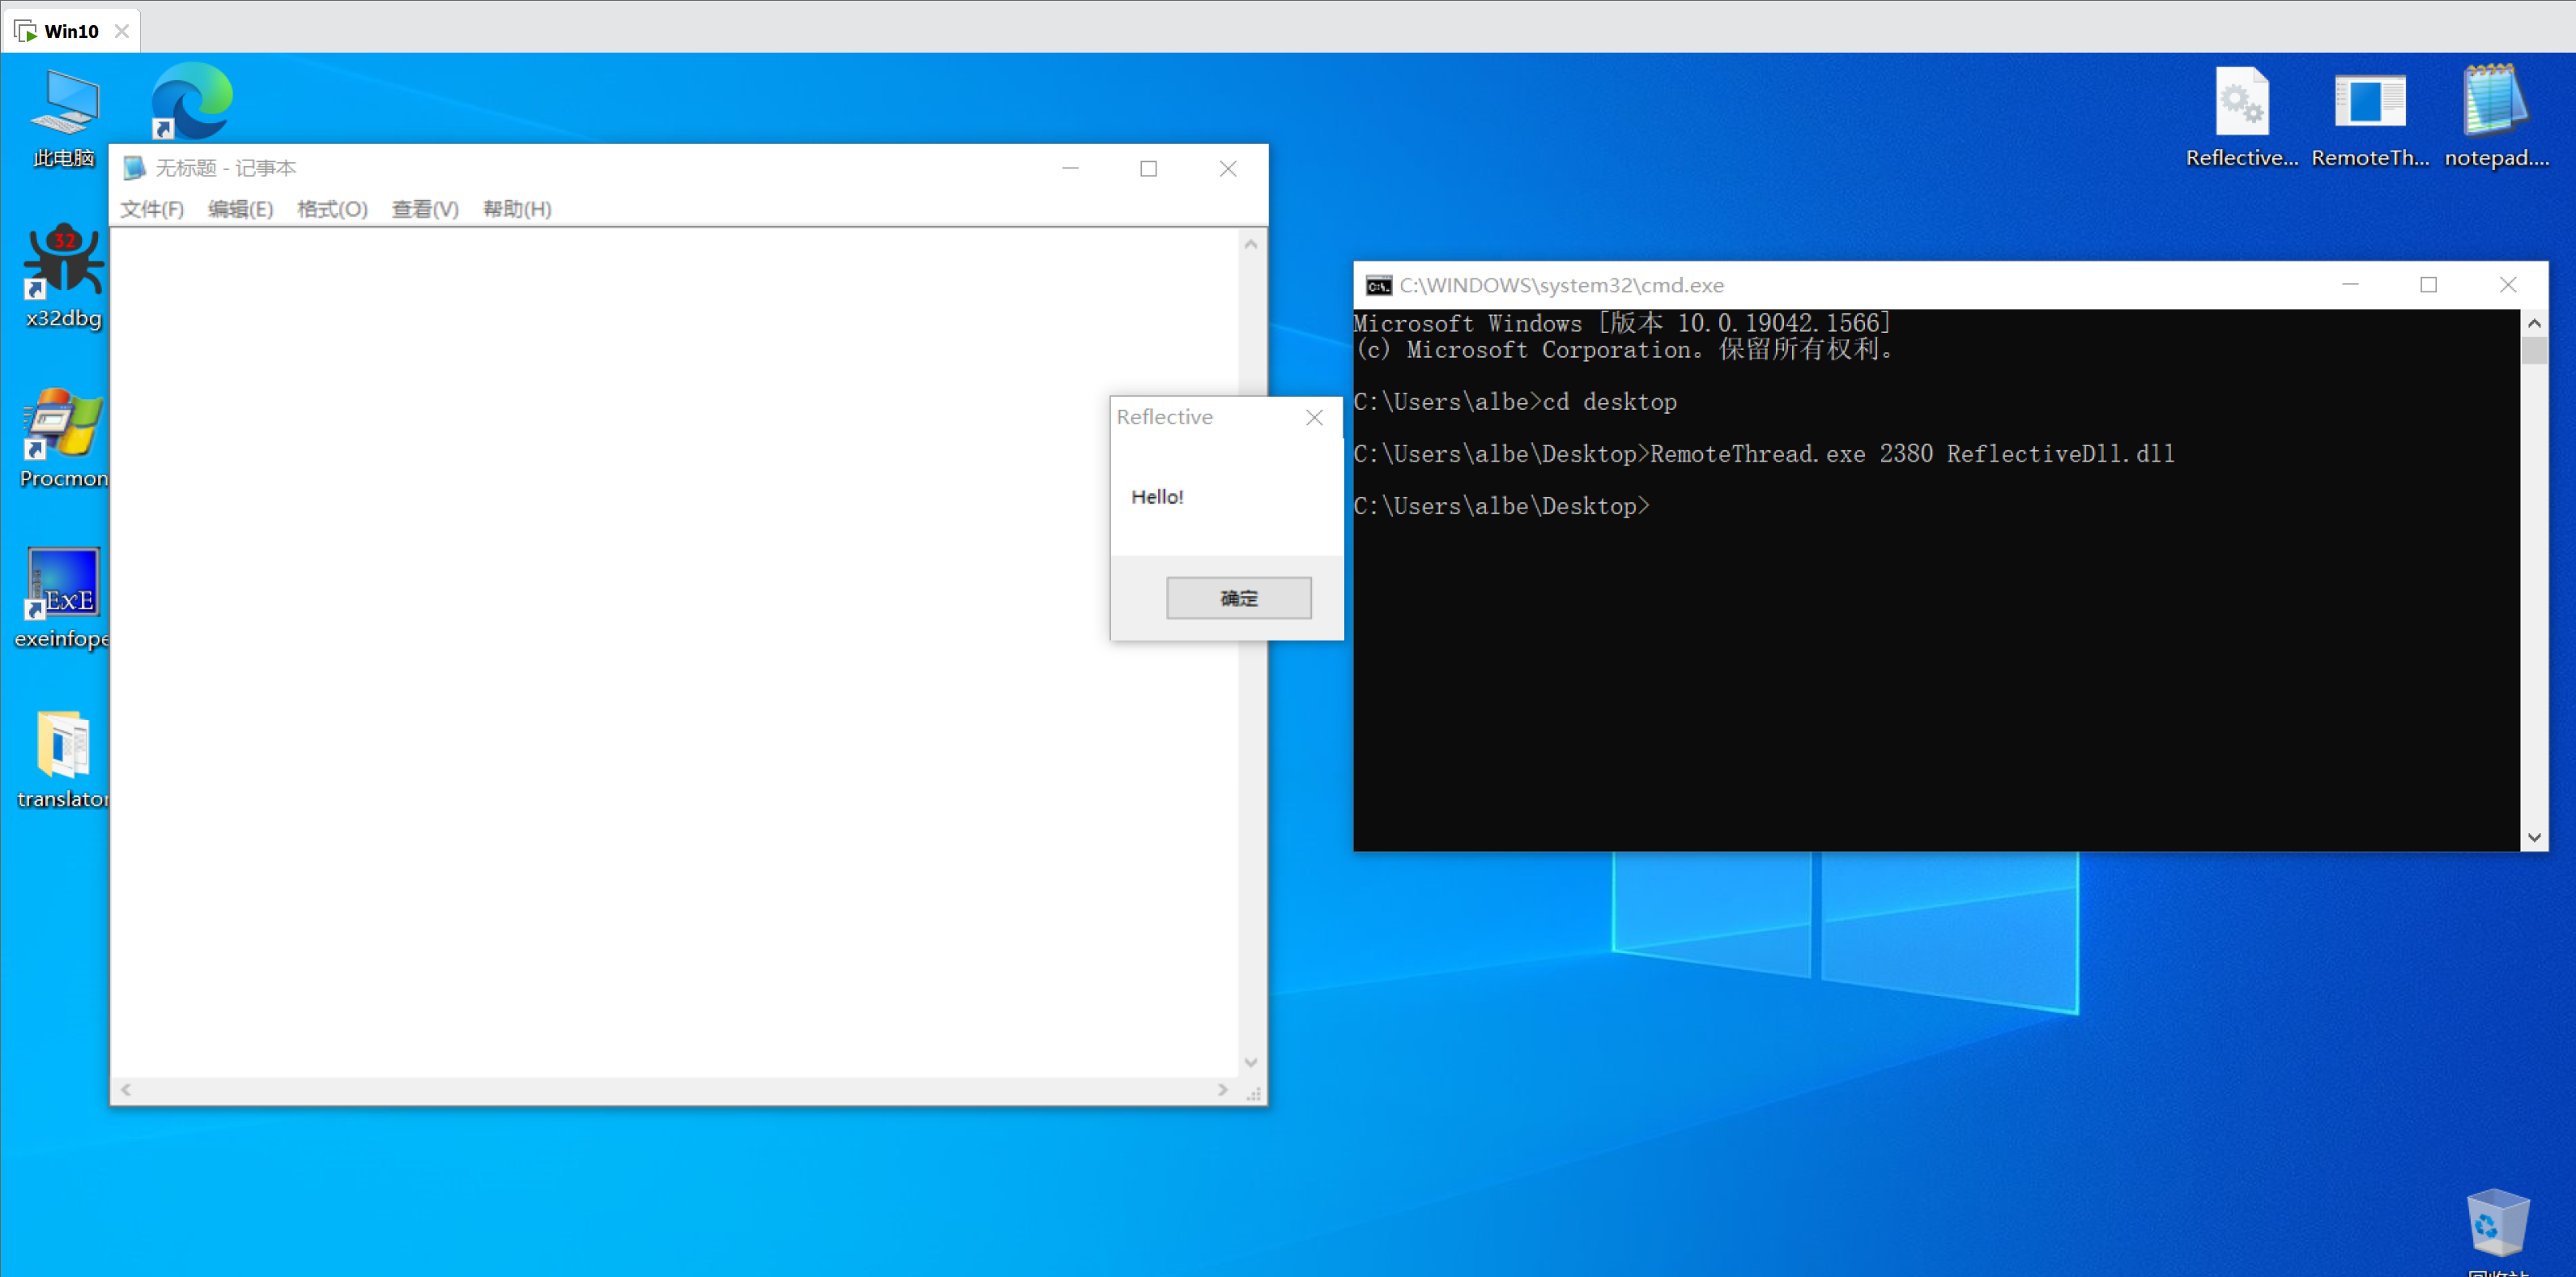 Win10
此电脑
x32dbg
32
Procmon
ExE
exeinfope
translator
无标题 - 记事本
文件(F) 编辑(E) 格式(O) 查看(V) 帮助(H)
Reflective
Hello!
确定
Reflective... RemoteTh... notepad....
C:\WINDOWS\system32\cmd.exe
Microsoft Windows [版本 10.0.19042.1566]
(c) Microsoft Corporation。保留所有权利。
C:\Users\albe>cd desktop
C:\Users\albe\Desktop>RemoteThread.exe 2380 ReflectiveDll.dll
C:\Users\albe\Desktop>